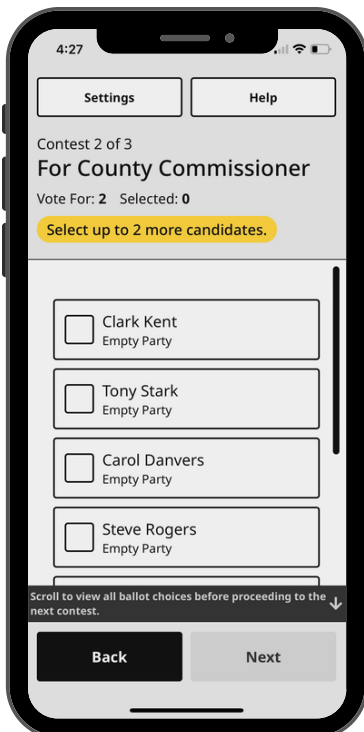 4:27
Settings
Help
Contest 2 of 3
For County Commissioner
Vote For: 2 Selected: 0
Select up to 2 more candidates.
Clark Kent
Empty Party
Tony Stark
Empty Party
Carol Danvers
Empty Party
Steve Rogers
Empty Party
Scroll to view all ballot choices before proceeding to the
next contest.
Back
Next